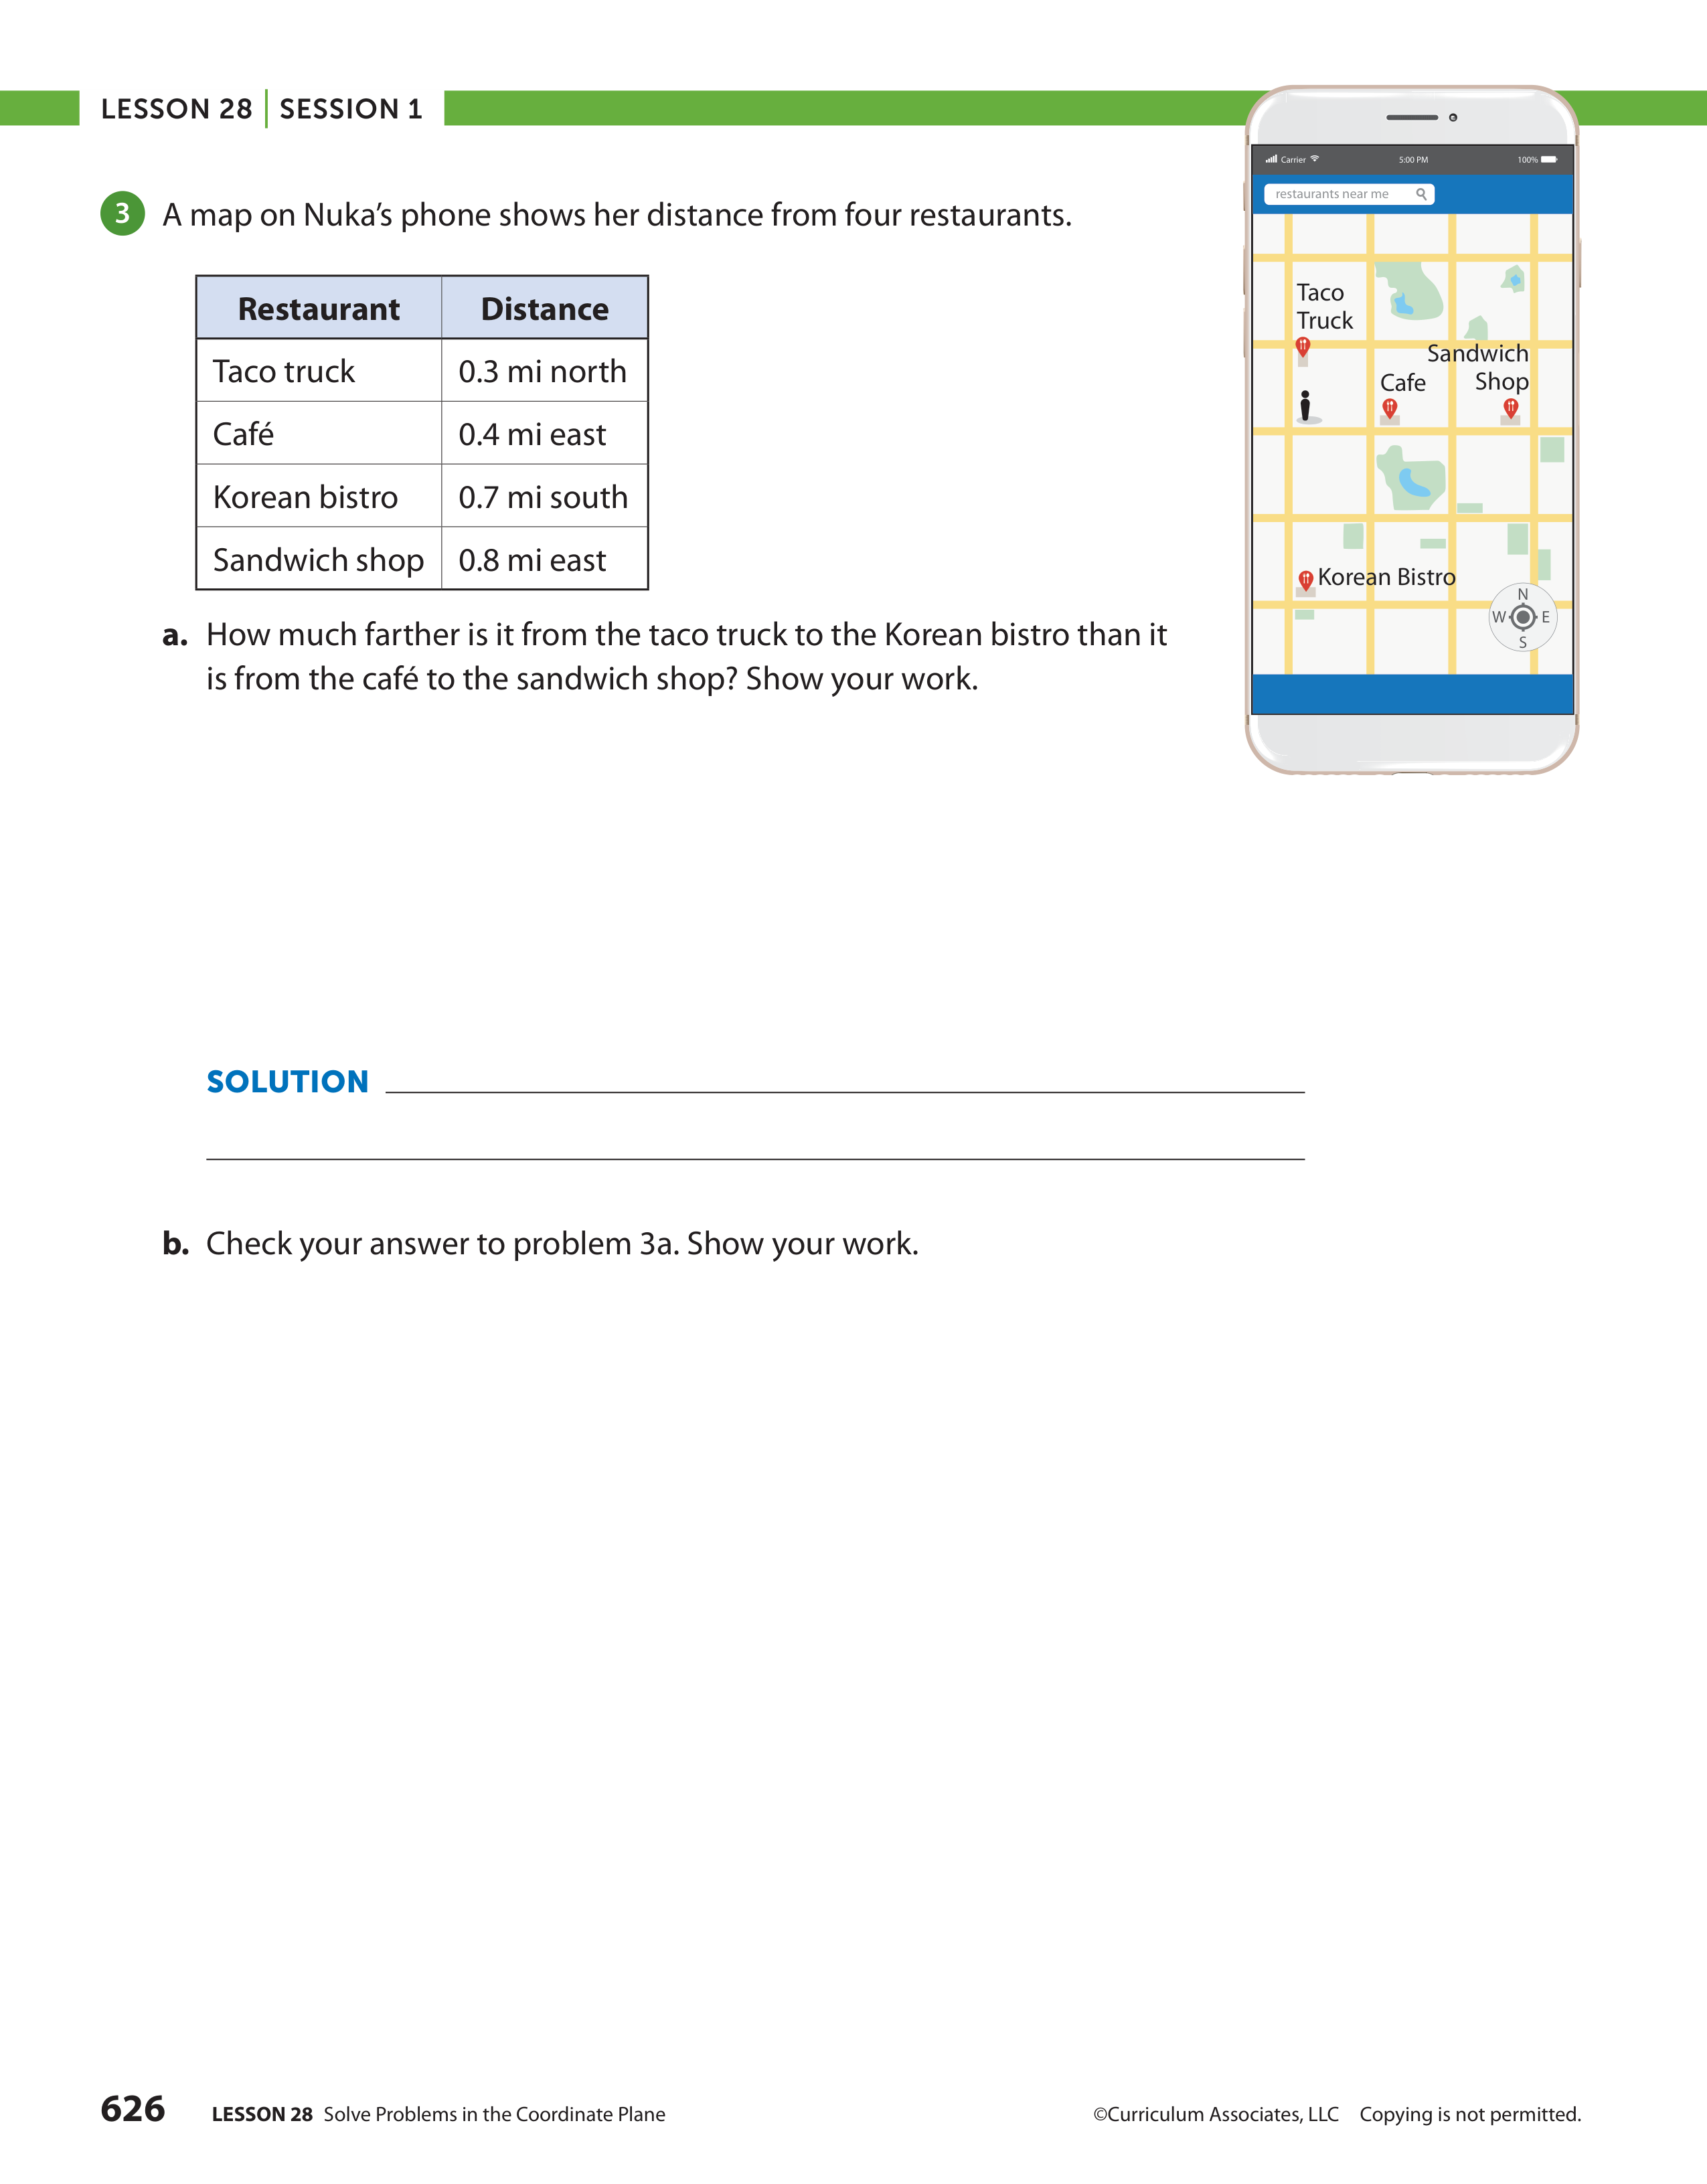 LESSON 28 | SESSION 1
3 A map on Nuka’s phone shows her distance from four restaurants.
Restaurant Distance
Taco truck 0.3 mi north
Café 0.4 mi east
Korean bistro 0.7 mi south
Sandwich shop 0.8 mi east
a. How much farther is it from the taco truck to the Korean bistro than it
is from the café to the sandwich shop? Show your work.
Carrier 5:00 PM 100%
restaurants near me
Taco
Truck
Sandwich
Shop
Cafe
Korean Bistro
N
W E
S
SOLUTION
b. Check your answer to problem 3a. Show your work.
626 LESSON 28 Solve Problems in the Coordinate Plane ©Curriculum Associates, LLC Copying is not permitted.